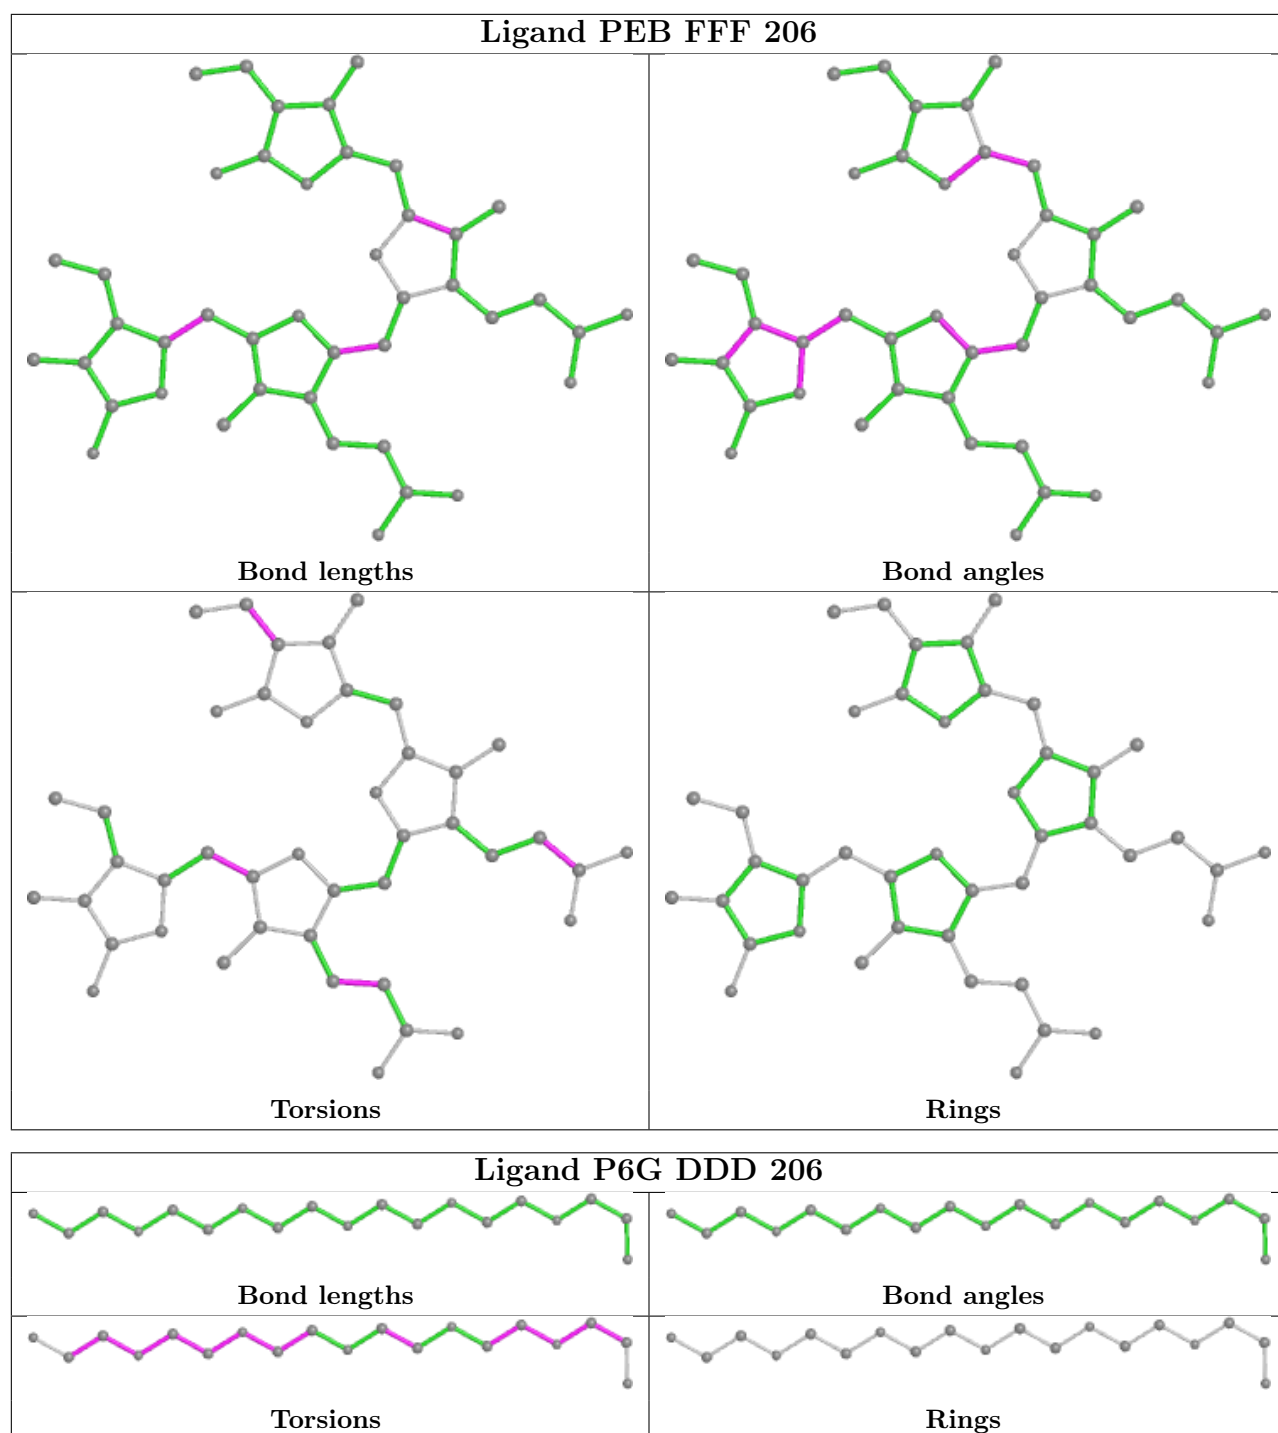 Ligand PEB FFF 206
Bond lengths
Bond angles
Torsions
Rings
Ligand P6G DDD 206
Bond lengths
Bond angles
Torsions
Rings